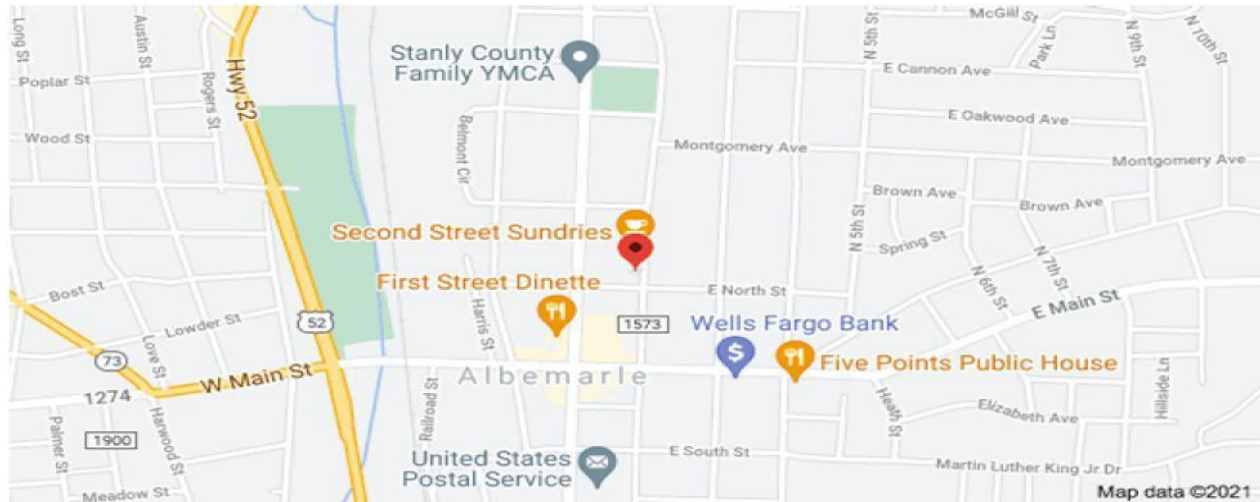 Long St
Austin St
McGill St
Park Ln
N 5th St
N 9th St
N 10th St
Stanly County
Family YMCA
E Cannon Ave
Poplar St
Rogers St
Hwy 52
E Oakwood Ave
Wood St
Belmont Cir
Montgomery Ave
Montgomery Ave
Brown Ave
Brown Ave
Second Street Sundries
N 5th St
Spring St
N 6th St
N 7th St
First Street Dinette
Bost St
E North St
E Main St
Lowder St
Harris St
52
1573
Wells Fargo Bank
73
Love St
W Main St
Albemarle
Five Points Public House
1274
Hillside Ln
Harwood St
Railroad St
Heath St
Elizabeth Ave
Palmer St
1900
E South St
United States
Postal Service
Martin Luther King Jr Dr
Meadow St
Map data ©2021